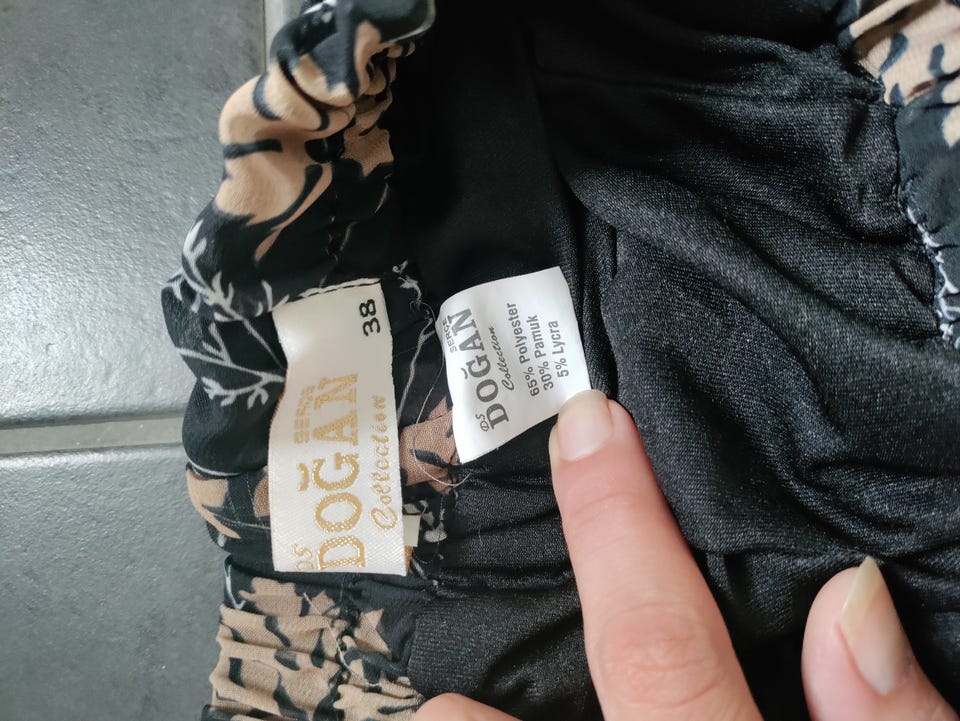 38
SERCE
DS
DOĞAN
Collection
SERCE
DS
DOĞAN
Collection
65% Polyester
30% Pamuk
5% Lycra